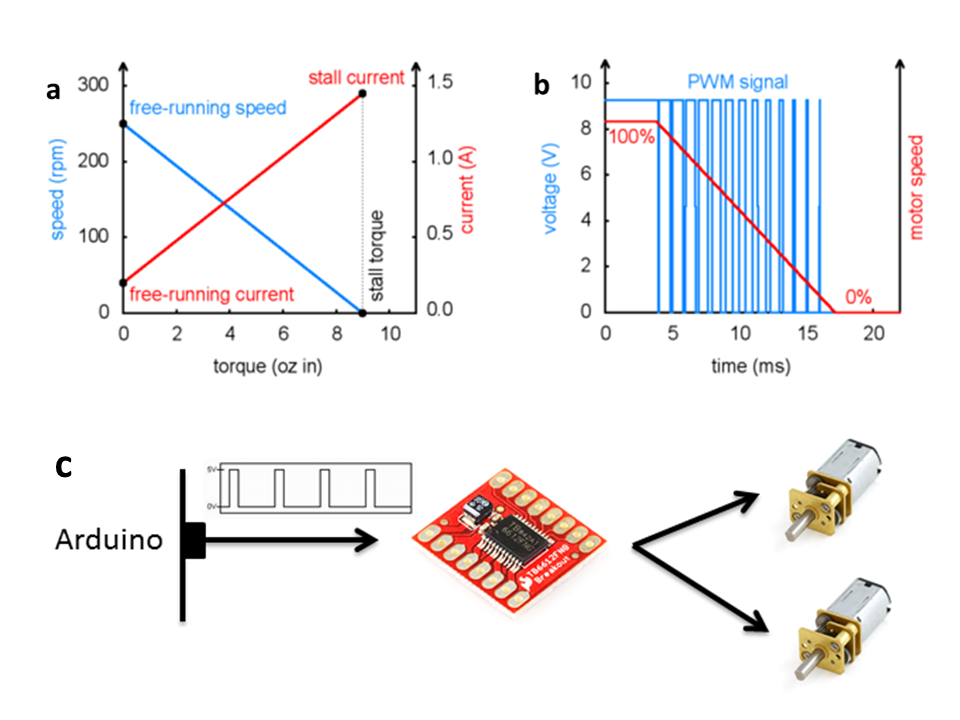 a
300
200
100
0
speed (rpm)
free-running speed
stall current
free-running current
stall torque
1.5
1.0
0.5
0.0
current (A)
0 2 4 6 8 10
torque (oz in)
b
10
8
6
4
2
0
voltage (V)
PWM signal
100%
0%
motor speed
0 5 10 15 20
time (ms)
c
Arduino
5V
0V
6612FNG
TB6612FNG
Breakout